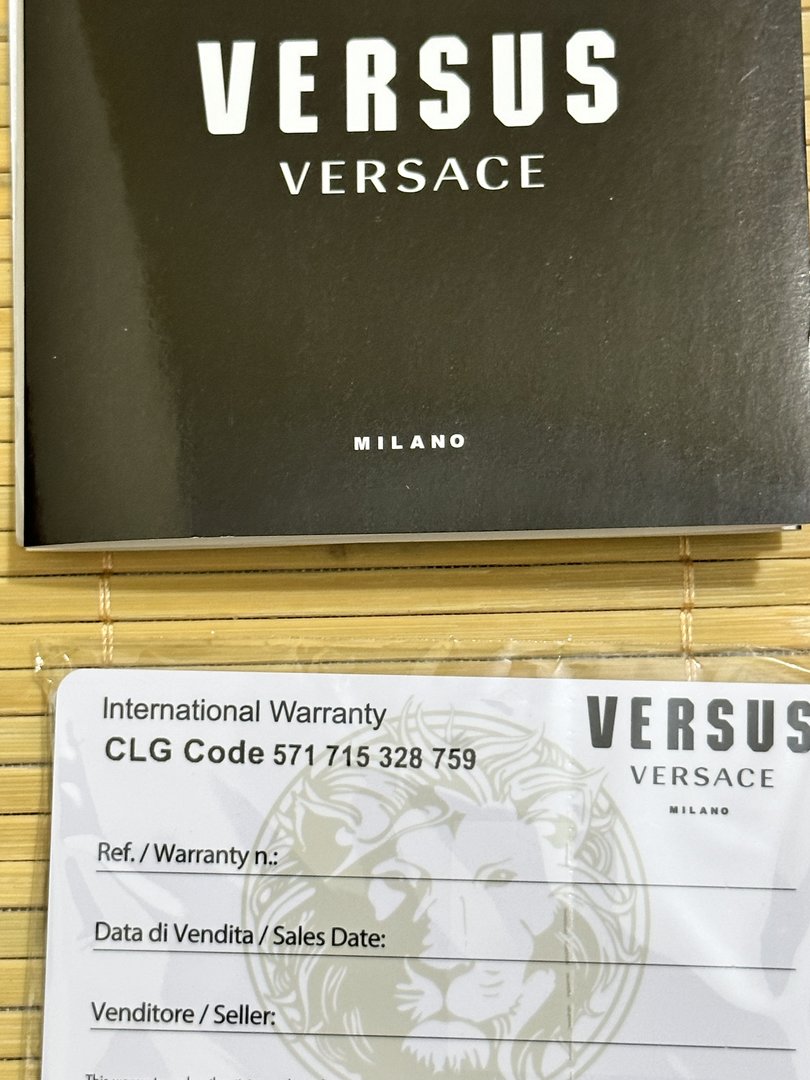 VERSUS
VERSACE
MILANO
International Warranty
CLG Code 571 715 328 759
VERSUS
VERSACE
MILANO
Ref. / Warranty n.:
Data di Vendita / Sales Date:
Venditore / Seller:
This